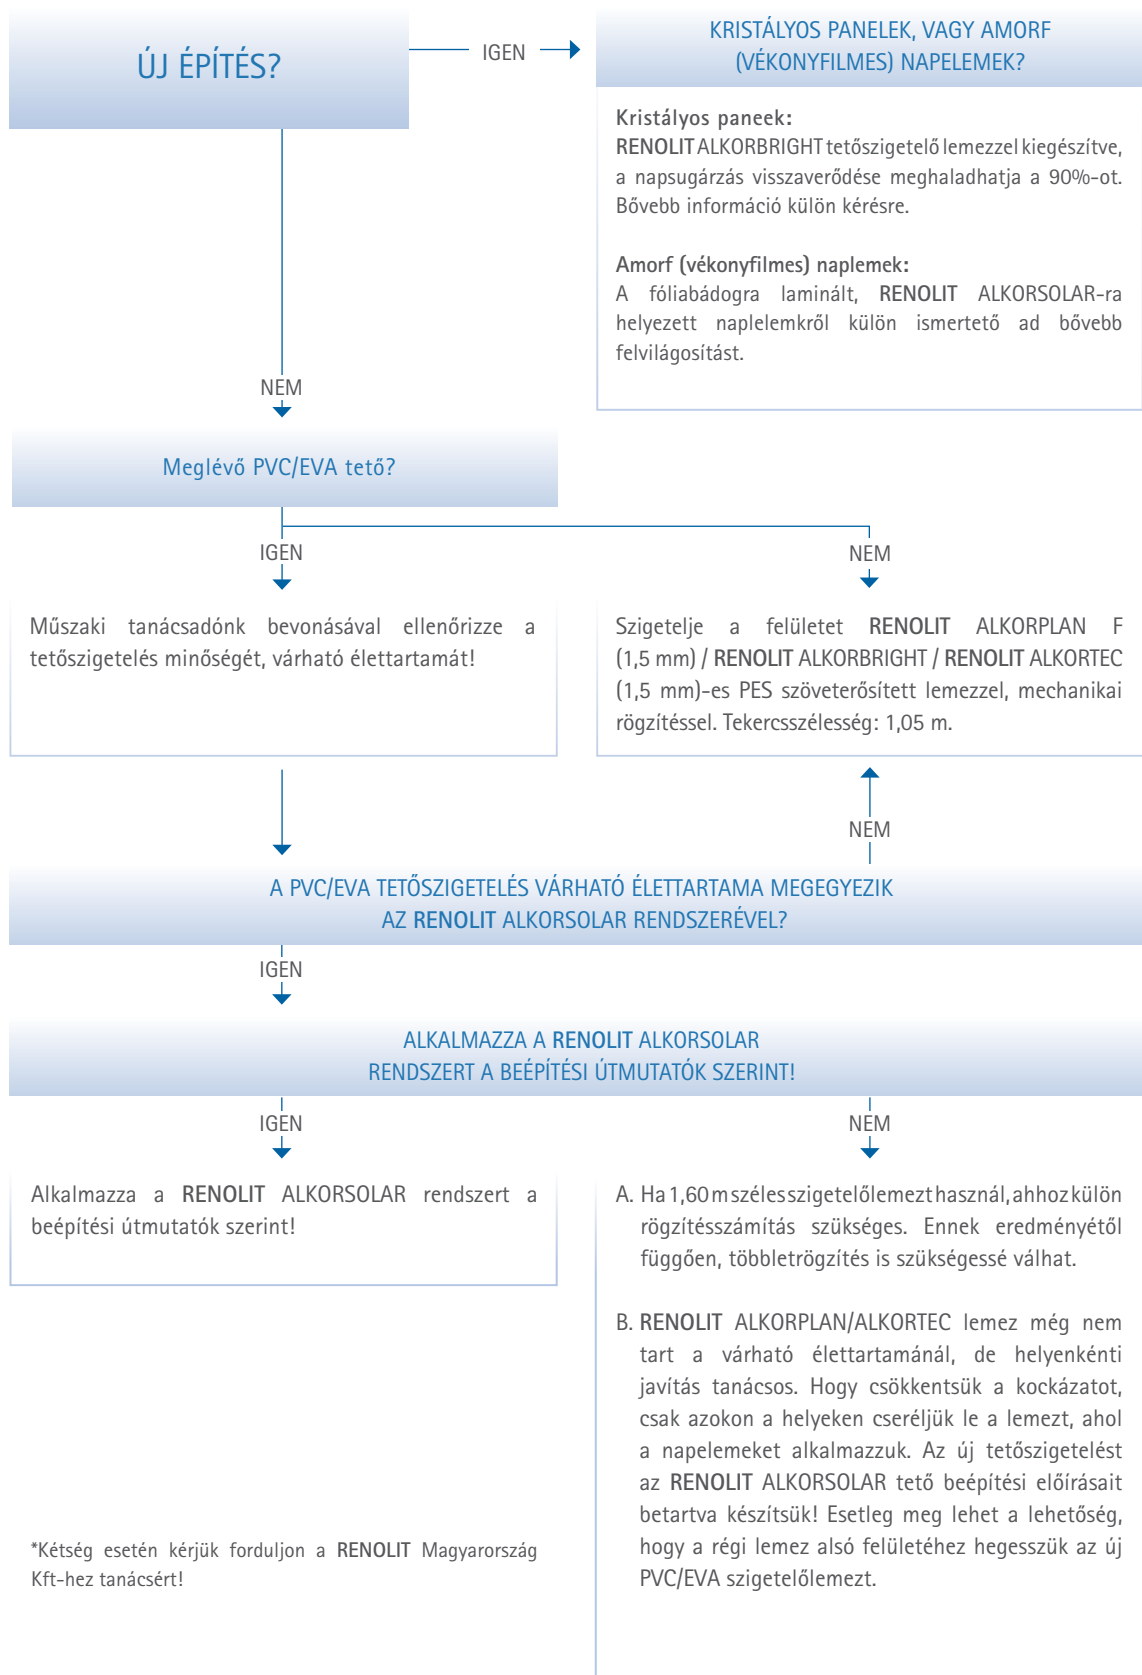 ÚJ ÉPÍTÉS?
IGEN
KRISTÁLYOS PANELEK, VAGY AMORF
(VÉKONYFILMES) NAPELEMEK?
Kristályos paneek:
RENOLIT ALKORBRIGHT tetőszigetelő lemezzel kiegészítve,
a napsugárzás visszaverődése meghaladhatja a 90%-ot.
Bővebb információ külön kérésre.
Amorf (vékonyfilmes) naplemek:
A fóliabádogra laminált, RENOLIT ALKORSOLAR-ra
helyezett naplelemkről külön ismertető ad bővebb
felvilágosítást.
NEM
Meglévő PVC/EVA tető?
IGEN
NEM
Műszaki tanácsadónk bevonásával ellenőrizze a
tetőszigetelés minőségét, várható élettartamát!
Szigetelje a felületet RENOLIT ALKORPLAN F
(1,5 mm) / RENOLIT ALKORBRIGHT / RENOLIT ALKORTEC
(1,5 mm)-es PES szöveterősített lemezzel, mechanikai
rögzítéssel. Tekercsszélesség: 1,05 m.
NEM
A PVC/EVA TETŐSZIGETELÉS VÁRHATÓ ÉLETTARTAMA MEGEGYEZIK
AZ RENOLIT ALKORSOLAR RENDSZERÉVEL?
IGEN
ALKALMAZZA A RENOLIT ALKORSOLAR
RENDSZERT A BEÉPÍTÉSI ÚTMUTATÓK SZERINT!
IGEN
NEM
Alkalmazza a RENOLIT ALKORSOLAR rendszert a
beépítési útmutatók szerint!
A. Ha 1,60 m széles szigetelőlemezt használ, ahhoz külön
rögzítésszámítás szükséges. Ennek eredményétől
függően, többletrögzítés is szükségessé válhat.
B. RENOLIT ALKORPLAN/ALKORTEC lemez még nem
tart a várható élettartamánál, de helyenkénti
javítás tanácsos. Hogy csökkentsük a kockázatot,
csak azokon a helyeken cseréljük le a lemezt, ahol
a napelemeket alkalmazzuk. Az új tetőszigetelést
az RENOLIT ALKORSOLAR tető beépítési előírásait
betartva készítsük! Esetleg meg lehet a lehetőség,
hogy a régi lemez alsó felületéhez hegesszük az új
PVC/EVA szigetelőlemezt.
*Kétség esetén kérjük forduljon a RENOLIT Magyarország
Kft-hez tanácsért!